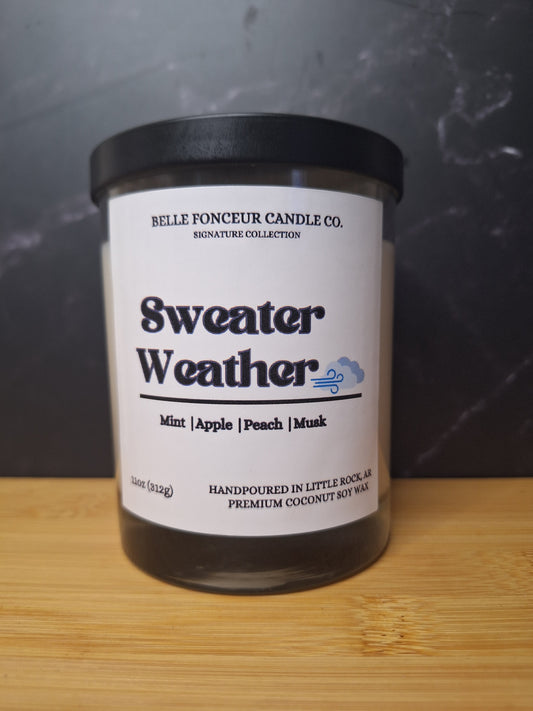 BELLE FONCEUR CANDLE CO.
SIGNATURE COLLECTION
Sweater
Weather
Mint |Apple |Peach |Musk
11oz (312g)
HANDPOURED IN LITTLE ROCK, AR
PREMIUM COCONUT SOY WAX